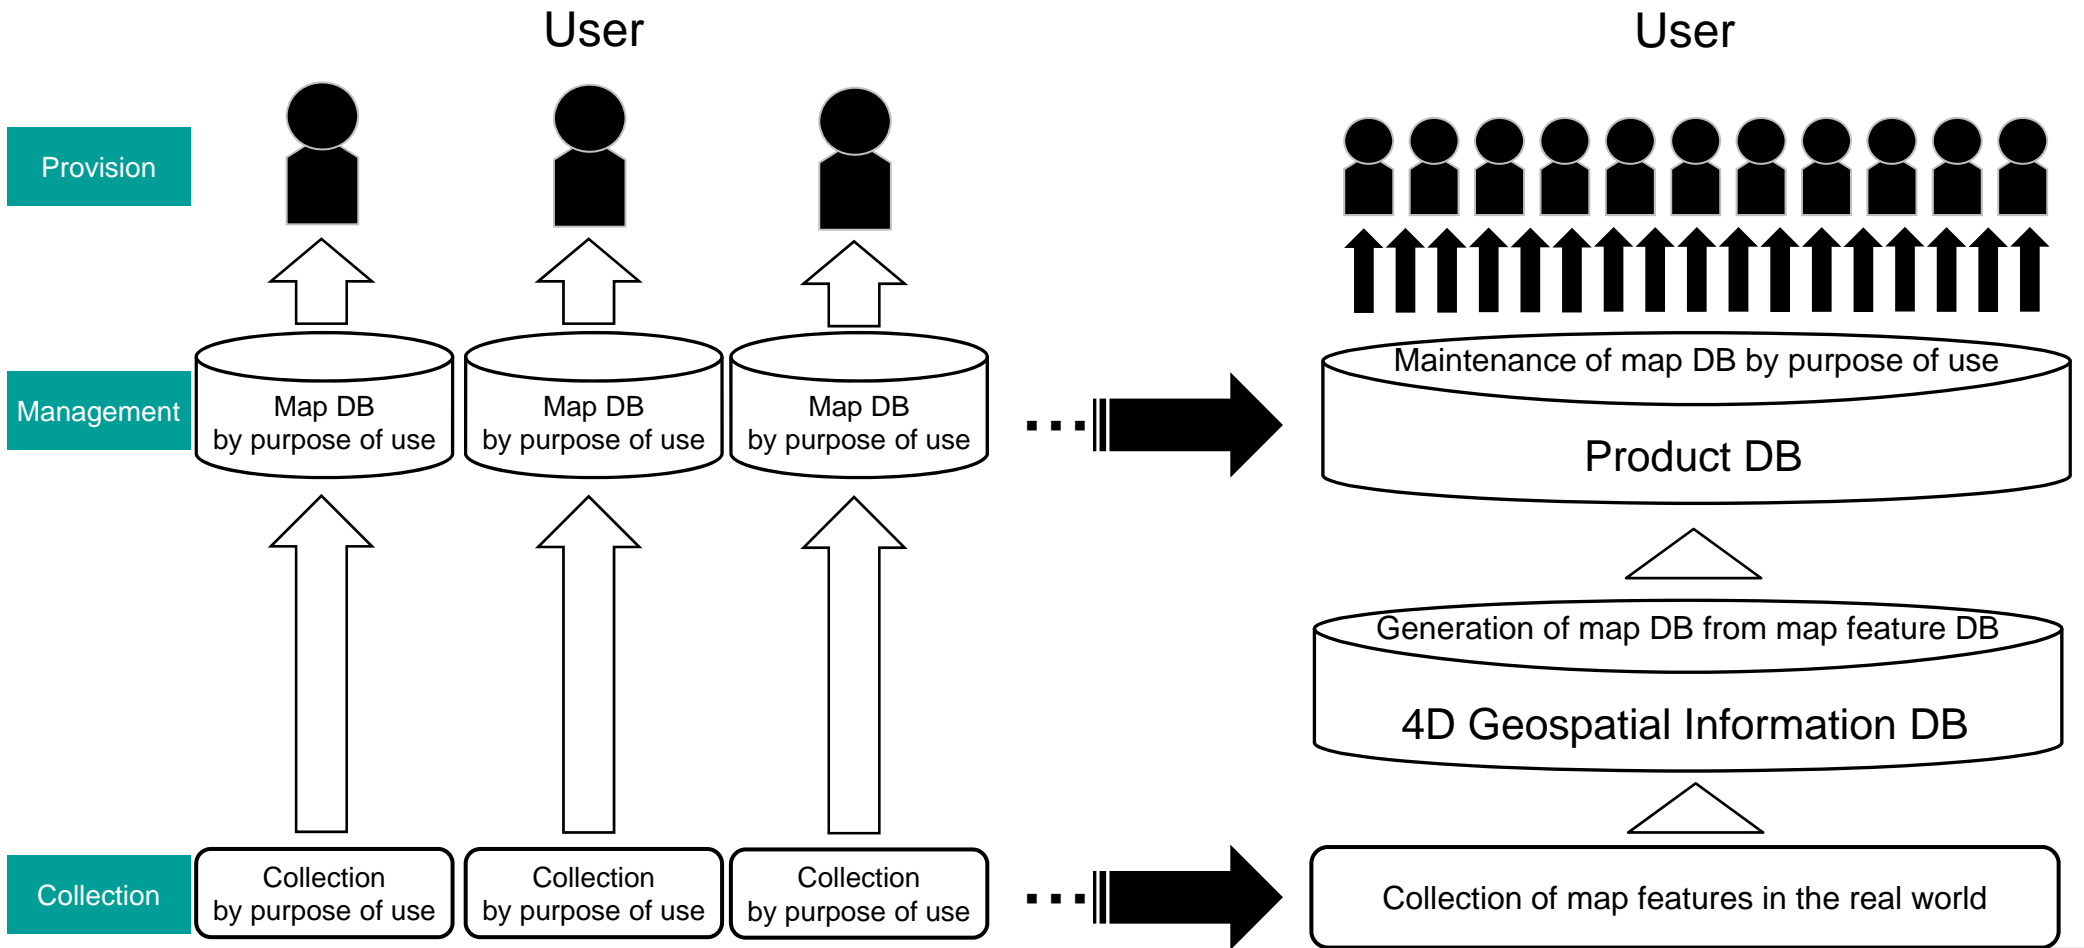 User
User
Provision
Management
Map DB
by purpose of use
Map DB
by purpose of use
Map DB
by purpose of use
Maintenance of map DB by purpose of use
Product DB
Generation of map DB from map feature DB
4D Geospatial Information DB
Collection
Collection
by purpose of use
Collection
by purpose of use
Collection
by purpose of use
Collection of map features in the real world